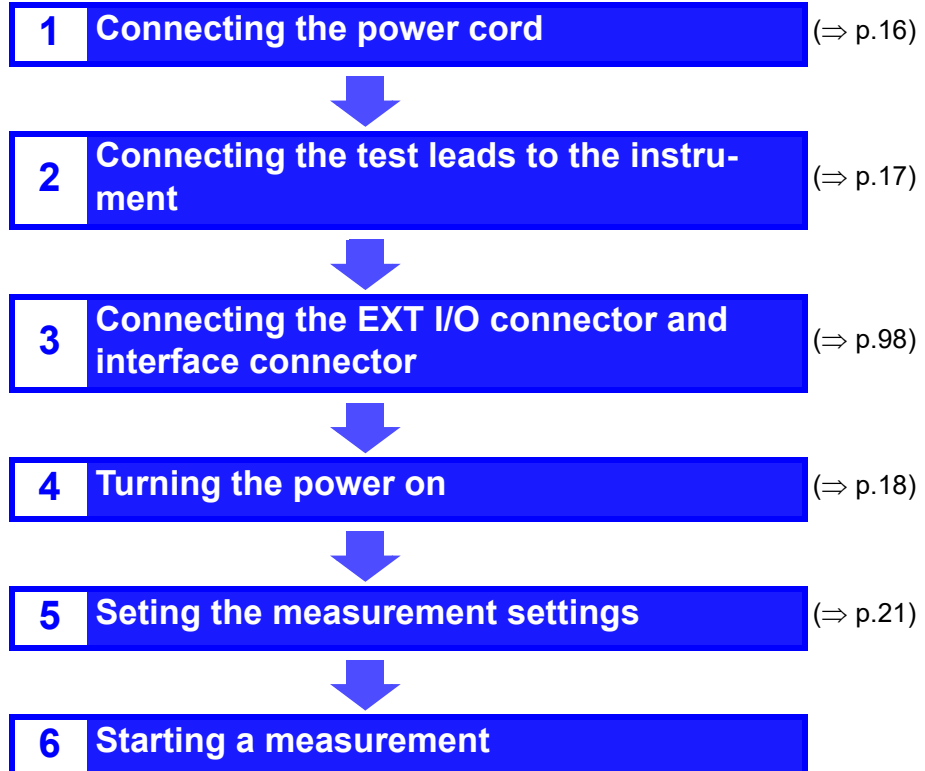 1 Connecting the power cord (⇒ p.16)
2 Connecting the test leads to the instru-
ment (⇒ p.17)
3 Connecting the EXT I/O connector and
interface connector (⇒ p.98)
4 Turning the power on (⇒ p.18)
5 Seting the measurement settings (⇒ p.21)
6 Starting a measurement